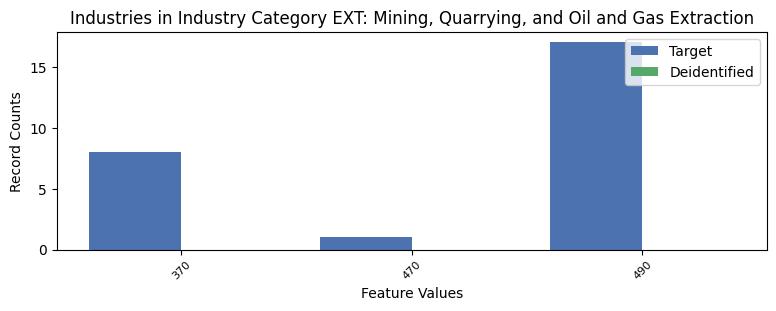 Industries in Industry Category EXT: Mining, Quarrying, and Oil and Gas Extraction
Target
Deidentified
Record Counts
15
10
5
0
370
470
490
Feature Values